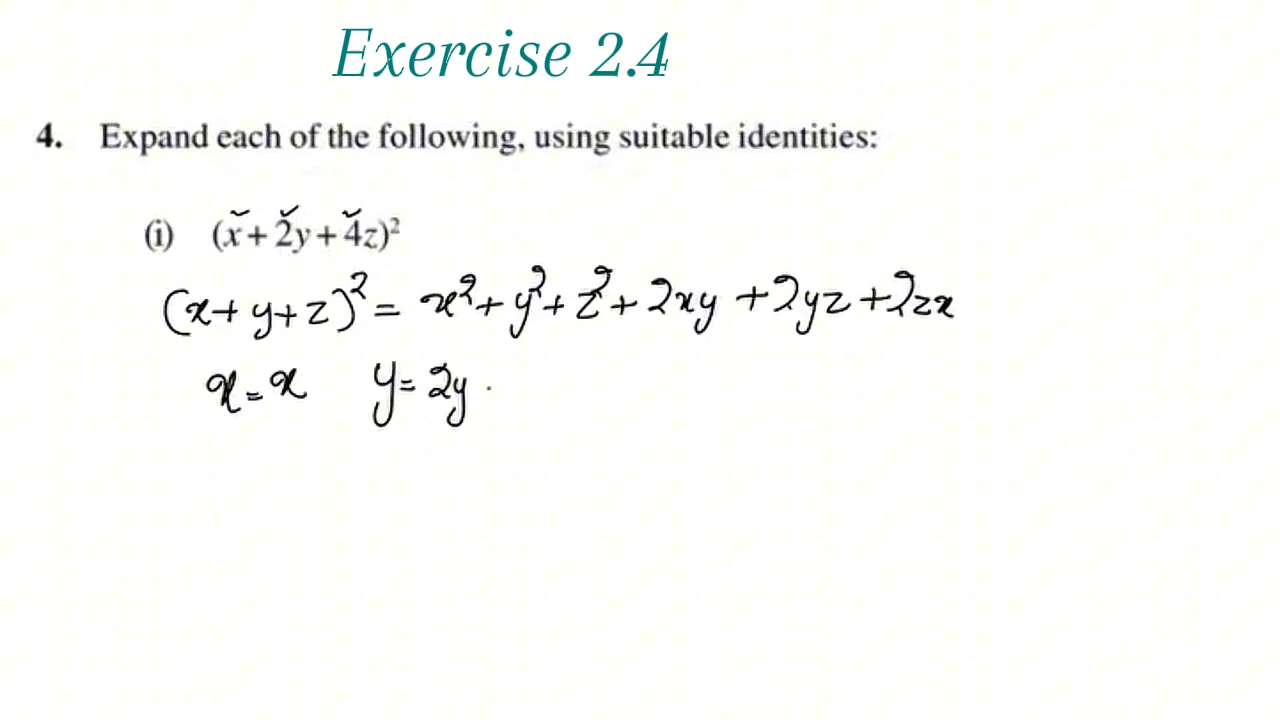 Exercise 2.4
4. Expand each of the following, using suitable identities:
(i) (x + 2y + 4z)²
(x + y + z)² = x² + y² + z² + 2xy + 2yz + 2zx
x = x y = 2y